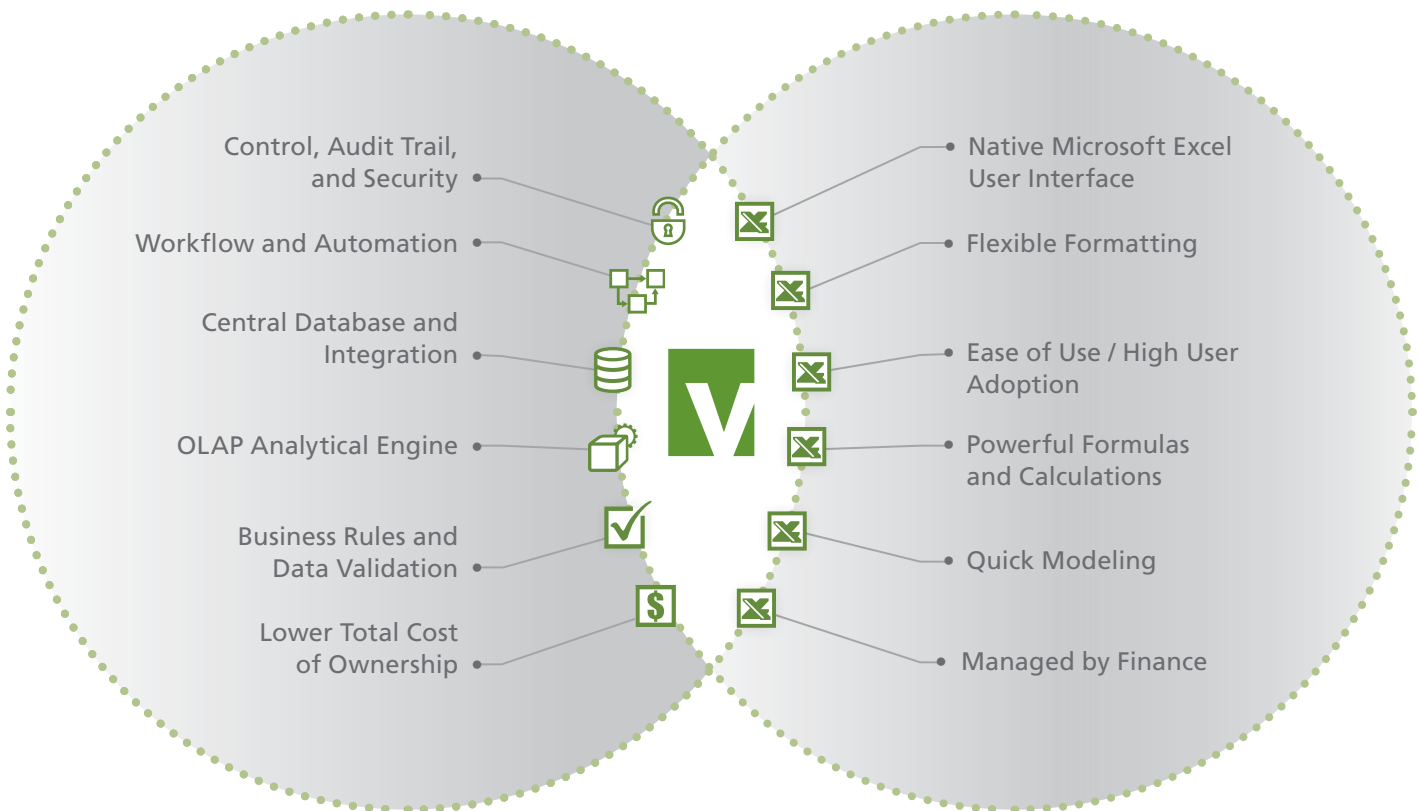 Control, Audit Trail,
and Security
Workflow and Automation
Central Database and
Integration
OLAP Analytical Engine
Business Rules and
Data Validation
$
Lower Total Cost
of Ownership
V
Native Microsoft Excel
User Interface
Flexible Formatting
Ease of Use / High User
Adoption
Powerful Formulas
and Calculations
Quick Modeling
Managed by Finance